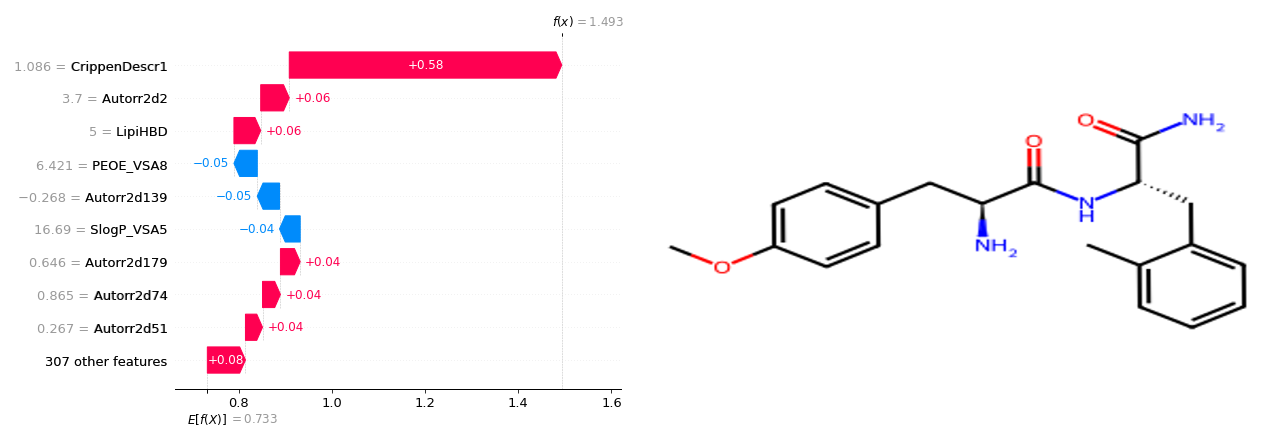 f(x) = 1.493
1.086 = CrippenDescr1
+0.58
3.7 = Autorr2d2
+0.06
5 = LipiHBD
+0.06
6.421 = PEOE_VSA8
−0.05
−0.268 = Autorr2d139
−0.05
16.69 = SlogP_VSA5
−0.04
0.646 = Autorr2d179
+0.04
0.865 = Autorr2d74
+0.04
0.267 = Autorr2d51
+0.04
307 other features
+0.08
0.8 1.0 1.2 1.4 1.6
E[f(X)] = 0.733
O
NH2
O
N
H
NH2
O